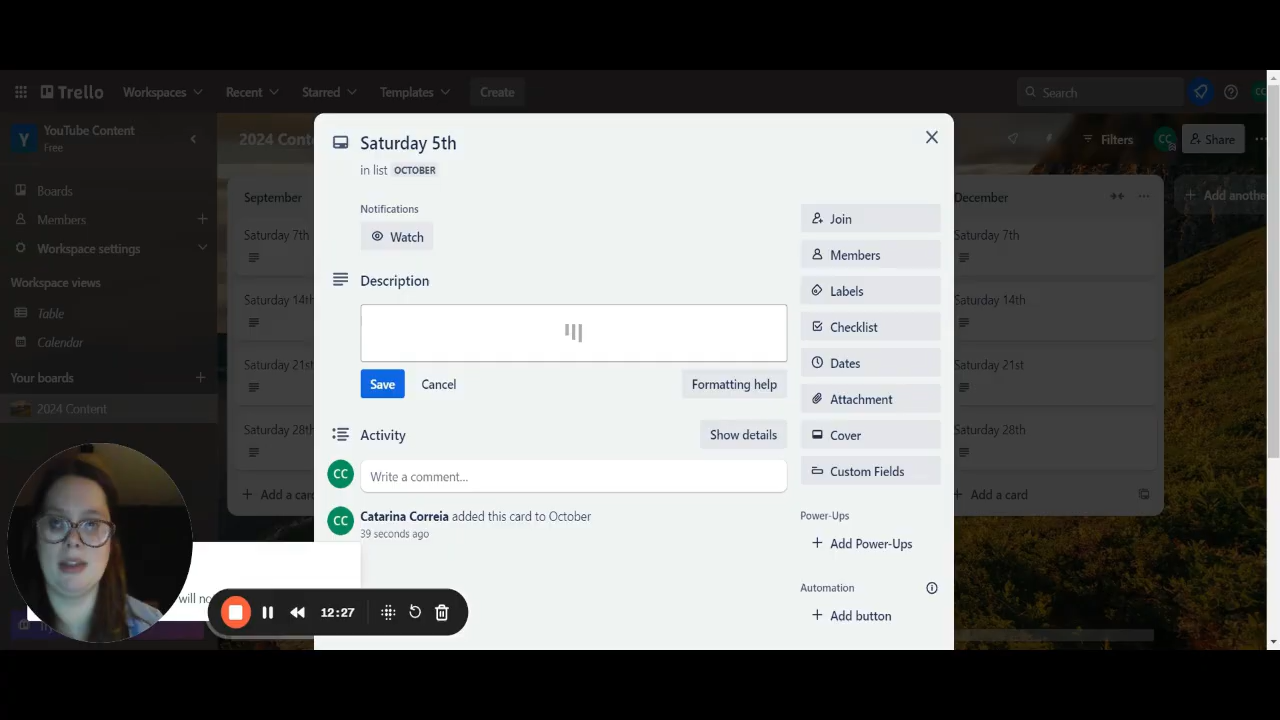 Trello
Workspaces
Recent
Starred
Templates
Create
Search
CC
Y
YouTube Content
Free
2024 Conte
Filters
CC
Share
Boards
Members
Workspace settings
Workspace views
Table
Calendar
Your boards
2024 Content
September
Saturday 7th
Saturday 14th
Saturday 21st
Saturday 28th
Add a card
Saturday 5th
in list OCTOBER
Notifications
Watch
Description
Save
Cancel
Formatting help
Activity
Show details
CC
Write a comment...
CC
Catarina Correia added this card to October
39 seconds ago
Join
Members
Labels
Checklist
Dates
Attachment
Cover
Custom Fields
Power-Ups
Add Power-Ups
Automation
Add button
December
Saturday 7th
Saturday 14th
Saturday 21st
Saturday 28th
Add a card
Add anothe
will no
12:27